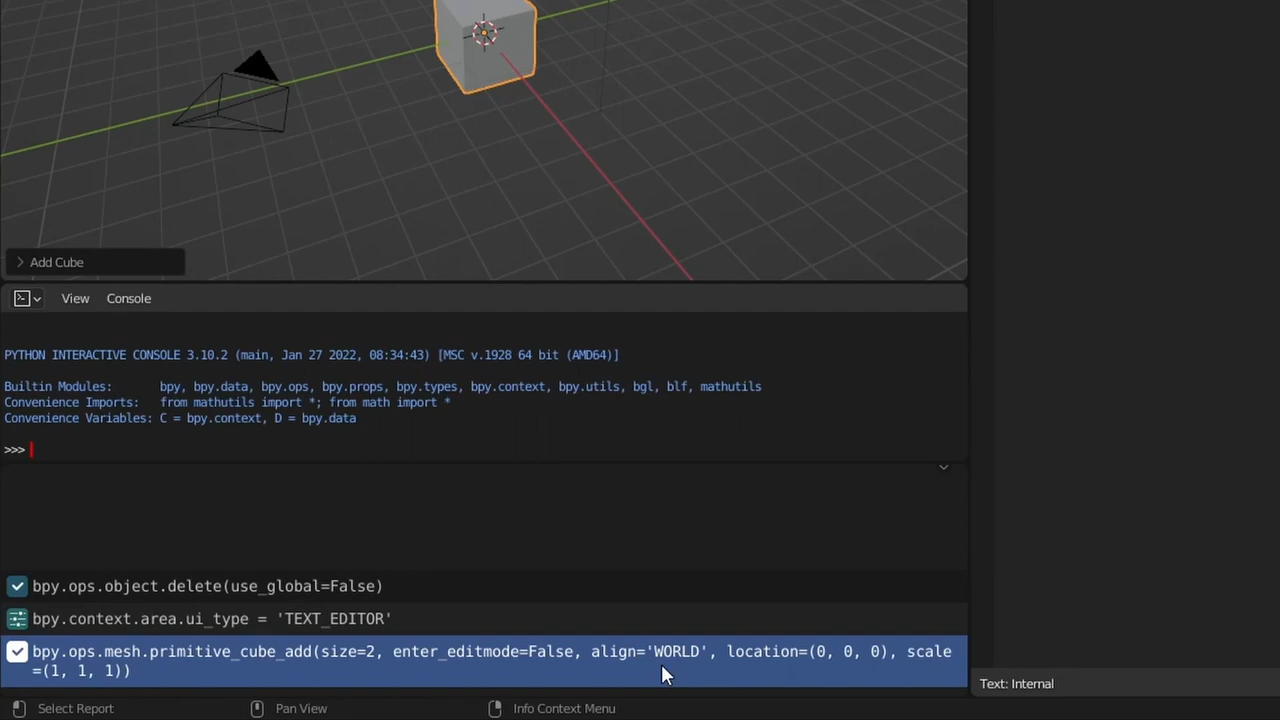 Add Cube
View Console
PYTHON INTERACTIVE CONSOLE 3.10.2 (main, Jan 27 2022, 08:34:43) [MSC v.1928 64 bit (AMD64)]
Builtin Modules: bpy, bpy.data, bpy.ops, bpy.props, bpy.types, bpy.context, bpy.utils, bgl, blf, mathutils
Convenience Imports: from mathutils import *; from math import *
Convenience Variables: C = bpy.context, D = bpy.data
>>>
bpy.ops.object.delete(use_global=False)
bpy.context.area.ui_type = 'TEXT_EDITOR'
bpy.ops.mesh.primitive_cube_add(size=2, enter_editmode=False, align='WORLD', location=(0, 0, 0), scale
=(1, 1, 1))
Text: Internal
Select Report Pan View Info Context Menu